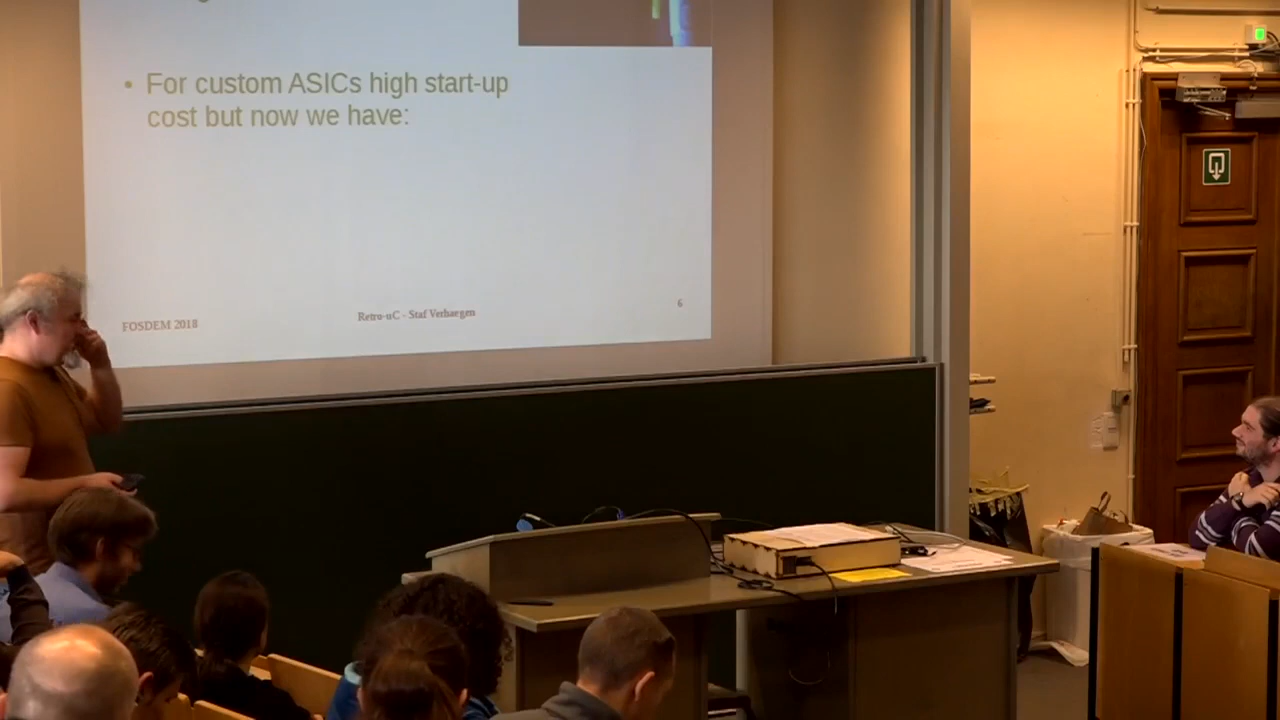 • For custom ASICs high start-up
cost but now we have:
FOSDEM 2018
Retro-uC - Staf Verhaegen
6